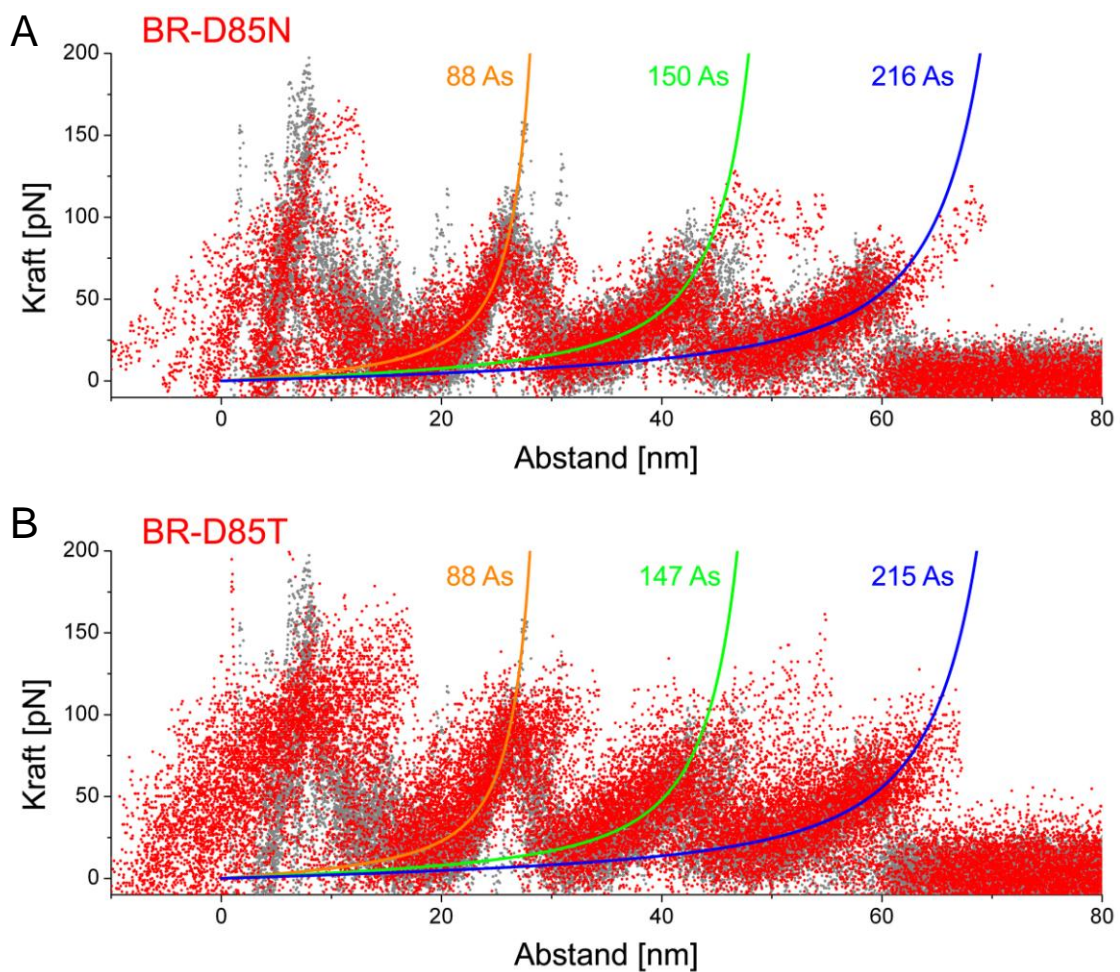 A
BR-D85N
88 As
150 As
216 As
200
150
100
50
0
Kraft [pN]
0
20
40
60
80
Abstand [nm]
B
BR-D85T
88 As
147 As
215 As
200
150
100
50
0
Kraft [pN]
0
20
40
60
80
Abstand [nm]